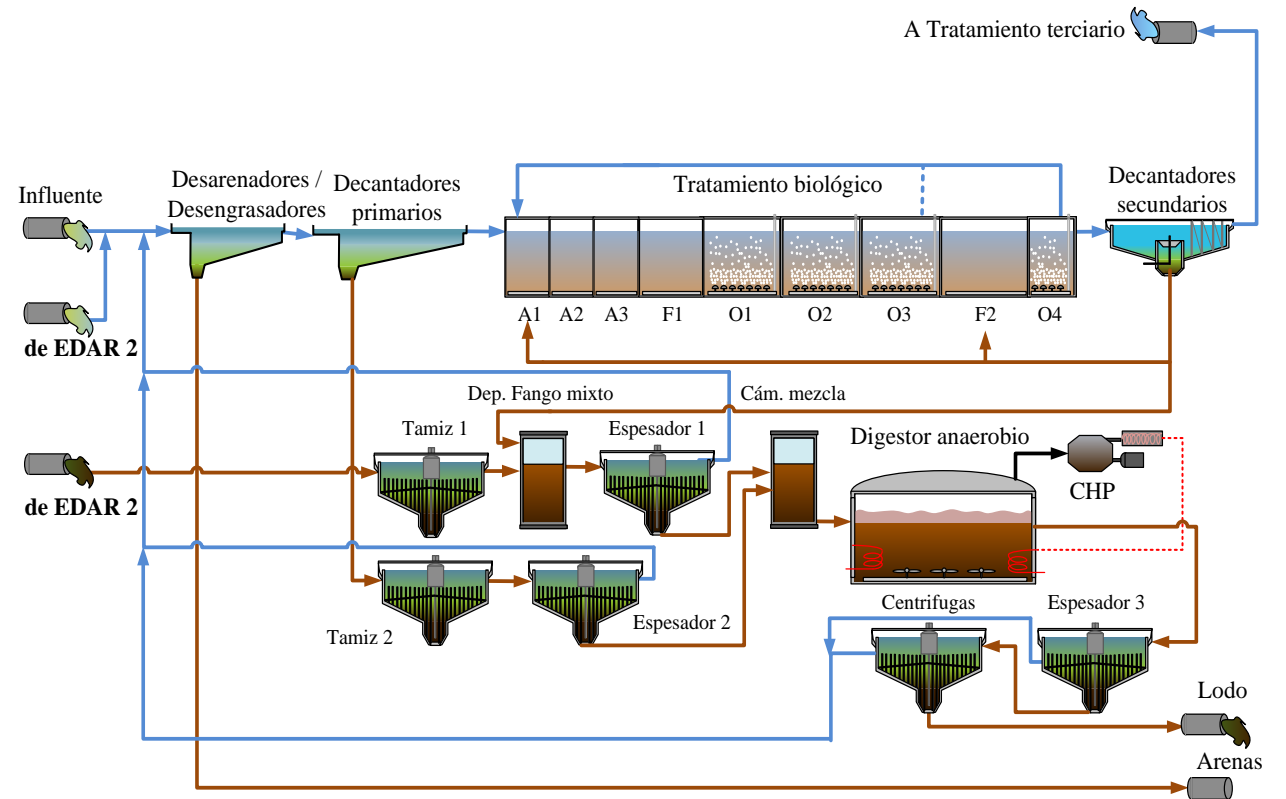 A Tratamiento terciario
Influente
Desarenadores /
Desengrasadores
Decantadores
primarios
Tratamiento biológico
Decantadores
secundarios
A1 A2 A3 F1 O1 O2 O3 F2 O4
de EDAR 2
Dep. Fango mixto
Cám. mezcla
Tamiz 1
Espesador 1
Digestor anaerobio
CHP
de EDAR 2
Tamiz 2
Espesador 2
Centrifugas
Espesador 3
Lodo
Arenas